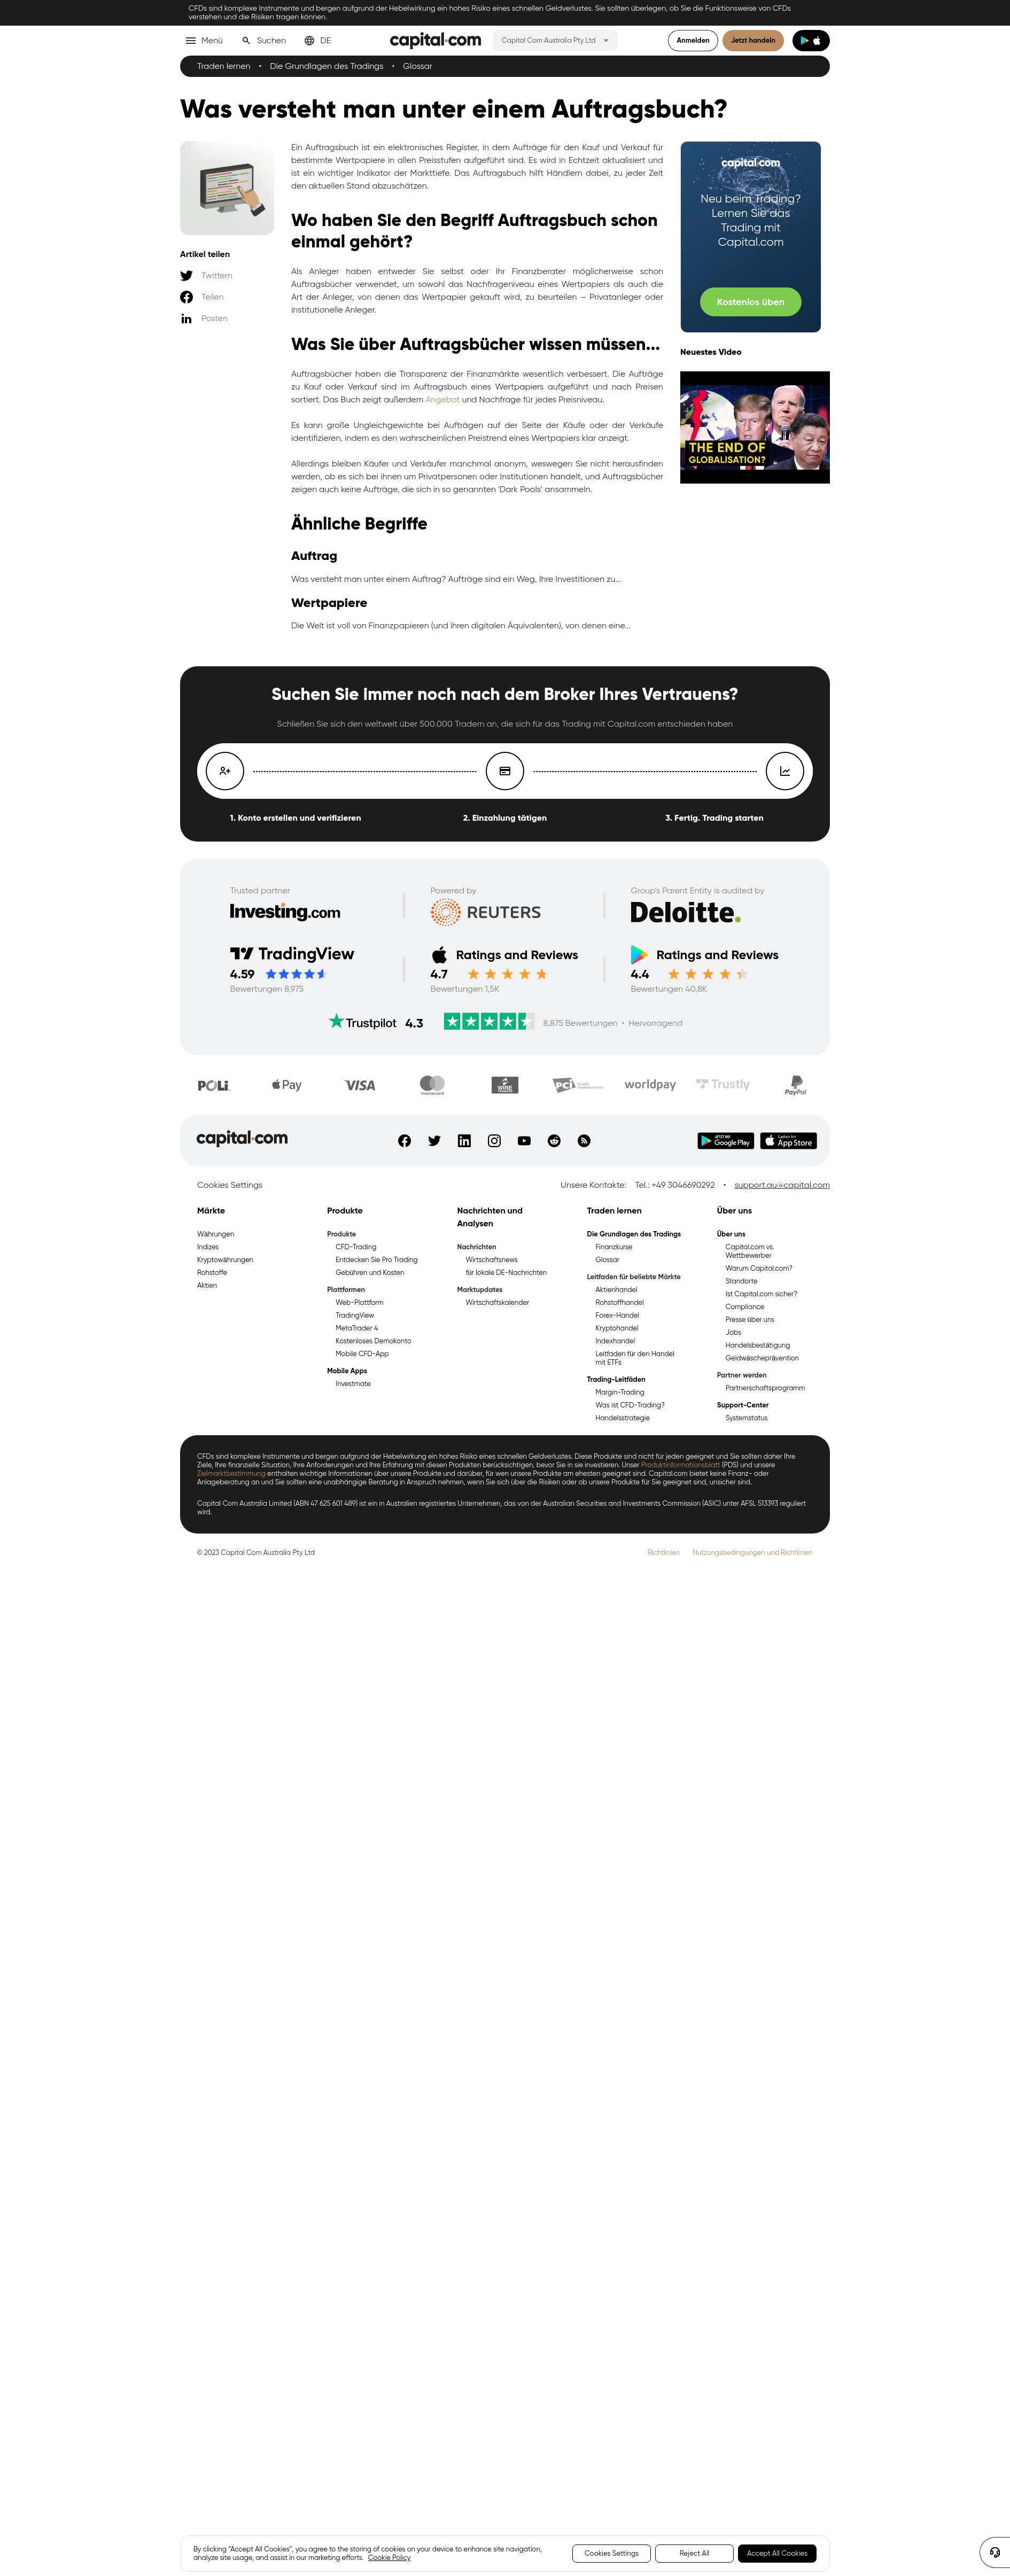 CFDs sind komplexe Instrumente und bergen aufgrund der Hebelwirkung ein hohes Risiko eines schnellen Geldverlustes. Sie sollten überlegen, ob Sie die Funktionsweise von CFDs
verstehen und die Risiken tragen können.
Menü Suchen DE capital.com Capital Com Australia Pty Ltd Anmelden Jetzt handeln
Traden lernen • Die Grundlagen des Tradings • Glossar
Was versteht man unter einem Auftragsbuch?
Artikel teilen
Twittern
Teilen
Posten
Ein Auftragsbuch ist ein elektronisches Register, in dem Aufträge für den Kauf und Verkauf für
bestimmte Wertpapiere in allen Preisstufen aufgeführt sind. Es wird in Echtzeit aktualisiert und
ist ein wichtiger Indikator der Markttiefe. Das Auftragsbuch hilft Händlern dabei, zu jeder Zeit
den aktuellen Stand abzuschätzen.
Wo haben Sie den Begriff Auftragsbuch schon
einmal gehört?
Als Anleger haben entweder Sie selbst oder Ihr Finanzberater möglicherweise schon
Auftragsbücher verwendet, um sowohl das Nachfrageniveau eines Wertpapiers als auch die
Art der Anleger, von denen das Wertpapier gekauft wird, zu beurteilen – Privatanleger oder
institutionelle Anleger.
Was Sie über Auftragsbücher wissen müssen...
Auftragsbücher haben die Transparenz der Finanzmärkte wesentlich verbessert. Die Aufträge
zu Kauf oder Verkauf sind im Auftragsbuch eines Wertpapiers aufgeführt und nach Preisen
sortiert. Das Buch zeigt außerdem Angebot und Nachfrage für jedes Preisniveau.
Es kann große Ungleichgewichte bei Aufträgen auf der Seite der Käufe oder der Verkäufe
identifizieren, indem es den wahrscheinlichen Preistrend eines Wertpapiers klar anzeigt.
Allerdings bleiben Käufer und Verkäufer manchmal anonym, weswegen Sie nicht herausfinden
werden, ob es sich bei ihnen um Privatpersonen oder Institutionen handelt, und Auftragsbücher
zeigen auch keine Aufträge, die sich in so genannten 'Dark Pools' ansammeln.
Ähnliche Begriffe
Auftrag
Was versteht man unter einem Auftrag? Aufträge sind ein Weg, Ihre Investitionen zu...
Wertpapiere
Die Welt ist voll von Finanzpapieren (und ihren digitalen Äquivalenten), von denen eine...
capital.com
Neu beim Trading?
Lernen Sie das
Trading mit
Capital.com
Kostenlos üben
Neuestes Video
THE END OF
GLOBALISATION?
Suchen Sie immer noch nach dem Broker Ihres Vertrauens?
Schließen Sie sich den weltweit über 500.000 Tradern an, die sich für das Trading mit Capital.com entschieden haben
1. Konto erstellen und verifizieren 2. Einzahlung tätigen 3. Fertig. Trading starten
Trusted partner Powered by Group's Parent Entity is audited by
Investing.com REUTERS Deloitte.
TradingView Ratings and Reviews Ratings and Reviews
4.59 4.7 4.4
Bewertungen 8,975 Bewertungen 1,5K Bewertungen 40,8K
Trustpilot 4.3 8,875 Bewertungen • Hervorragend
POLi Pay VISA mastercard WIRE PCI worldpay Trustly PayPal
capital.com JETZT BEI Google Play Laden im App Store
Cookies Settings Unsere Kontakte: Tel.: +49 3046690292 • support.au@capital.com
Märkte
Währungen
Indizes
Kryptowährungen
Rohstoffe
Aktien
Produkte
Produkte
CFD-Trading
Entdecken Sie Pro Trading
Gebühren und Kosten
Plattformen
Web-Plattform
TradingView
MetaTrader 4
Kostenloses Demokonto
Mobile CFD-App
Mobile Apps
Investmate
Nachrichten und
Analysen
Nachrichten
Wirtschaftsnews
für lokale DE-Nachrichten
Marktupdates
Wirtschaftskalender
Traden lernen
Die Grundlagen des Tradings
Finanzkurse
Glossar
Leitfaden für beliebte Märkte
Aktienhandel
Rohstoffhandel
Forex-Handel
Kryptohandel
Indexhandel
Leitfaden für den Handel
mit ETFs
Trading-Leitfäden
Margin-Trading
Was ist CFD-Trading?
Handelsstrategie
Über uns
Über uns
Capital.com vs.
Wettbewerber
Warum Capital.com?
Standorte
Ist Capital.com sicher?
Compliance
Presse über uns
Jobs
Handelsbestätigung
Geldwäscheprävention
Partner werden
Partnerschaftsprogramm
Support-Center
Systemstatus
CFDs sind komplexe Instrumente und bergen aufgrund der Hebelwirkung ein hohes Risiko eines schnellen Geldverlustes. Diese Produkte sind nicht für jeden geeignet und Sie sollten daher Ihre
Ziele, Ihre finanzielle Situation, Ihre Anforderungen und Ihre Erfahrung mit diesen Produkten berücksichtigen, bevor Sie in sie investieren. Unser Produktinformationsblatt (PDS) und unsere
Zielmarktbestimmung enthalten wichtige Informationen über unsere Produkte und darüber, für wen unsere Produkte am ehesten geeignet sind. Capital.com bietet keine Finanz- oder
Anlageberatung an und Sie sollten eine unabhängige Beratung in Anspruch nehmen, wenn Sie sich über die Risiken oder ob unsere Produkte für Sie geeignet sind, unsicher sind.
Capital Com Australia Limited (ABN 47 625 601 489) ist ein in Australien registriertes Unternehmen, das von der Australian Securities and Investments Commission (ASIC) unter AFSL 513393 reguliert
wird.
© 2023 Capital Com Australia Pty Ltd Richtlinien Nutzungsbedingungen und Richtlinien
By clicking "Accept All Cookies", you agree to the storing of cookies on your device to enhance site navigation,
analyze site usage, and assist in our marketing efforts. Cookie Policy
Cookies Settings Reject All Accept All Cookies